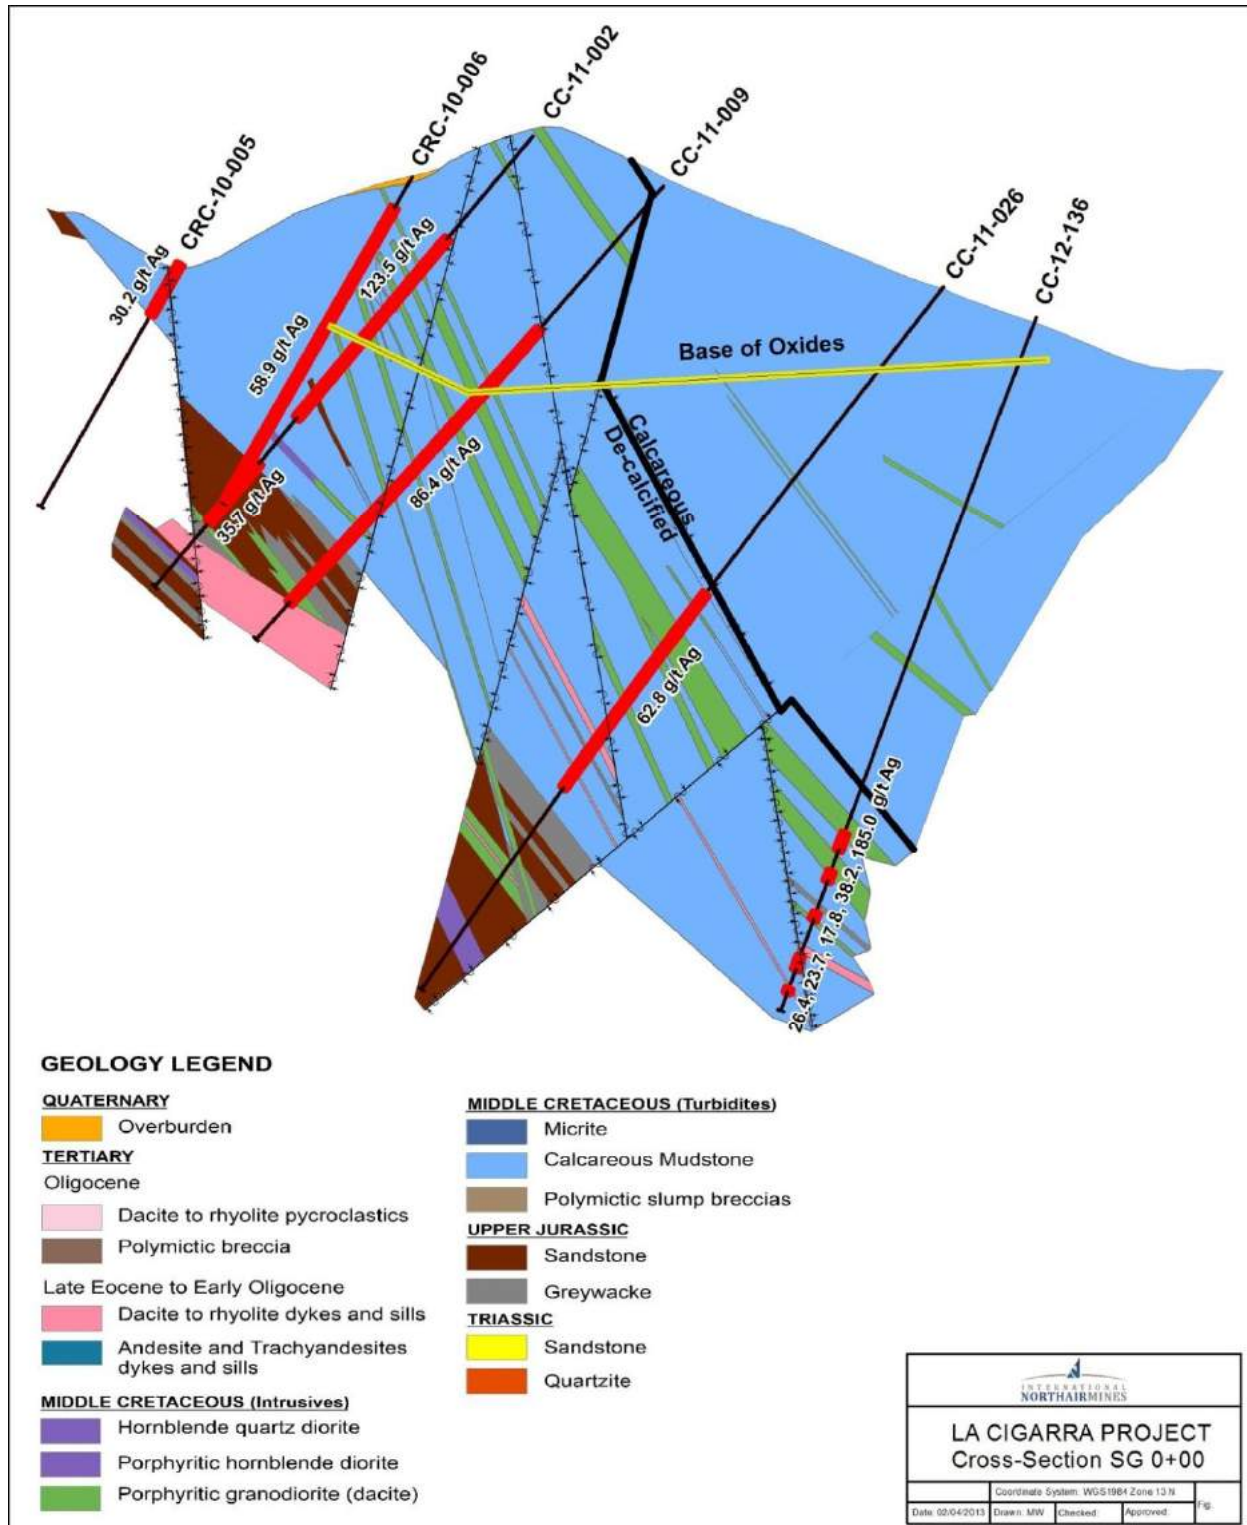 CRC-10-005
CRC-10-006
CC-11-002
CC-11-009
CC-11-026
CC-12-136
30.2 g/t Ag
58.9 g/t Ag
123.5 g/t Ag
35.7 g/t Ag
86.4 g/t Ag
62.8 g/t Ag
26.4, 23.7, 17.8, 38.2, 185.0 g/t Ag
Base of Oxides
Calcareous
De-calcified
GEOLOGY LEGEND
QUATERNARY
Overburden
TERTIARY
Oligocene
Dacite to rhyolite pycroclastics
Polymictic breccia
Late Eocene to Early Oligocene
Dacite to rhyolite dykes and sills
Andesite and Trachyandesites
dykes and sills
MIDDLE CRETACEOUS (Intrusives)
Hornblende quartz diorite
Porphyritic hornblende diorite
Porphyritic granodiorite (dacite)
MIDDLE CRETACEOUS (Turbidites)
Micrite
Calcareous Mudstone
Polymictic slump breccias
UPPER JURASSIC
Sandstone
Greywacke
TRIASSIC
Sandstone
Quartzite
INTERNATIONAL
NORTHAIR MINES
LA CIGARRA PROJECT
Cross-Section SG 0+00
Coordinate System: WGS1984 Zone 13 N
Date: 02/04/2013 Drawn: MW Checked: Approved: Fig.